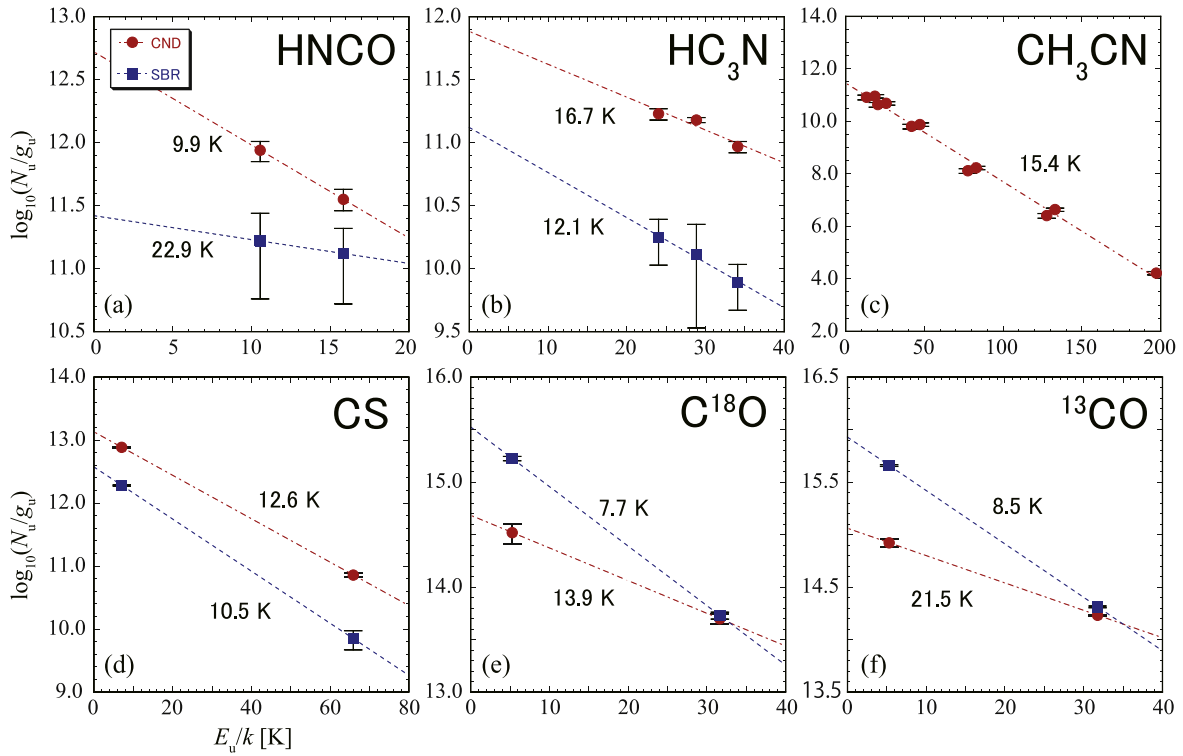 HNCO
CND
SBR
9.9 K
22.9 K
(a)
13.0
12.5
12.0
11.5
11.0
10.5
0 5 10 15 20
log₁₀(Nᵤ/gᵤ)
HC₃N
16.7 K
12.1 K
(b)
12.0
11.5
11.0
10.5
10.0
9.5
0 10 20 30 40
CH₃CN
15.4 K
(c)
14.0
12.0
10.0
8.0
6.0
4.0
2.0
0 50 100 150 200
CS
12.6 K
10.5 K
(d)
14.0
13.0
12.0
11.0
10.0
9.0
0 20 40 60 80
log₁₀(Nᵤ/gᵤ)
Eᵤ/k [K]
C¹⁸O
7.7 K
13.9 K
(e)
16.0
15.0
14.0
13.0
0 10 20 30 40
¹³CO
8.5 K
21.5 K
(f)
16.5
15.5
14.5
13.5
0 10 20 30 40